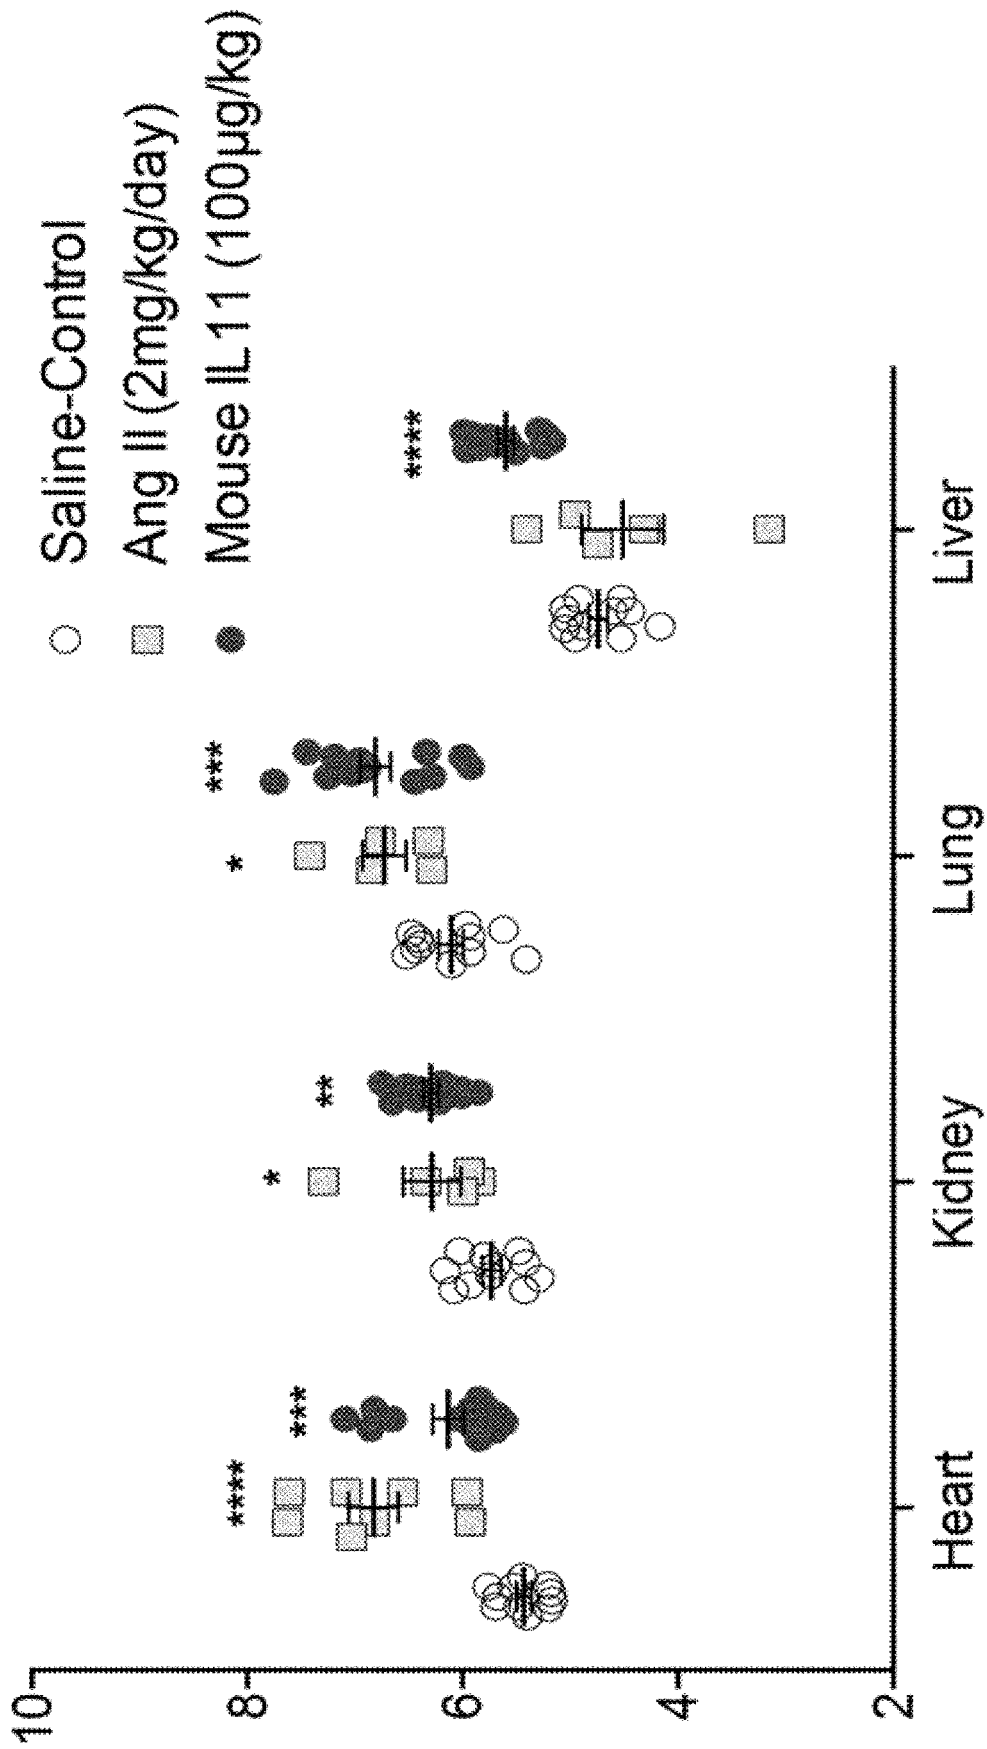 Saline-Control
Ang II (2mg/kg/day)
Mouse IL11 (100µg/kg)
10
8
6
4
2
****
***
*
**
*
***
****
Heart
Kidney
Lung
Liver